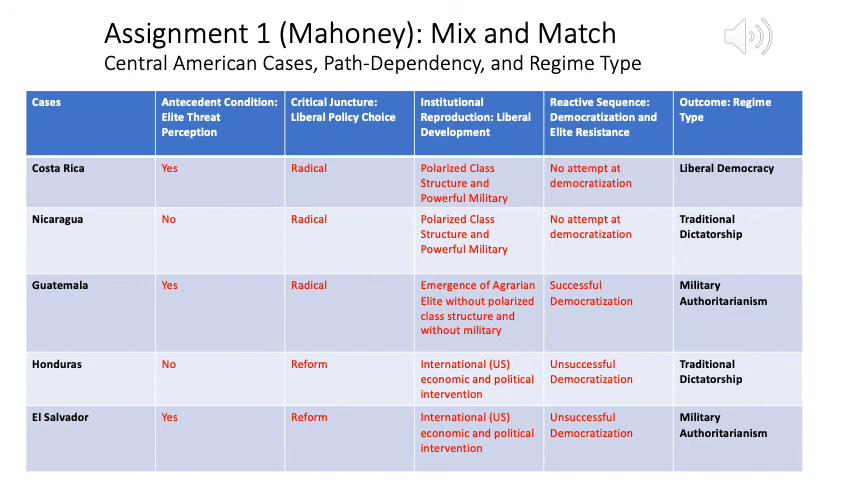 Assignment 1 (Mahoney): Mix and Match
Central American Cases, Path-Dependency, and Regime Type
Cases
Antecedent Condition:
Elite Threat
Perception
Critical Juncture:
Liberal Policy Choice
Institutional
Reproduction: Liberal
Development
Reactive Sequence:
Democratization and
Elite Resistance
Outcome: Regime
Type
Costa Rica
Yes
Radical
Polarized Class
Structure and
Powerful Military
No attempt at
democratization
Liberal Democracy
Nicaragua
No
Radical
Polarized Class
Structure and
Powerful Military
No attempt at
democratization
Traditional
Dictatorship
Guatemala
Yes
Radical
Emergence of Agrarian
Elite without polarized
class structure and
without military
Successful
Democratization
Military
Authoritarianism
Honduras
No
Reform
International (US)
economic and political
intervention
Unsuccessful
Democratization
Traditional
Dictatorship
El Salvador
Yes
Reform
International (US)
economic and political
intervention
Unsuccessful
Democratization
Military
Authoritarianism